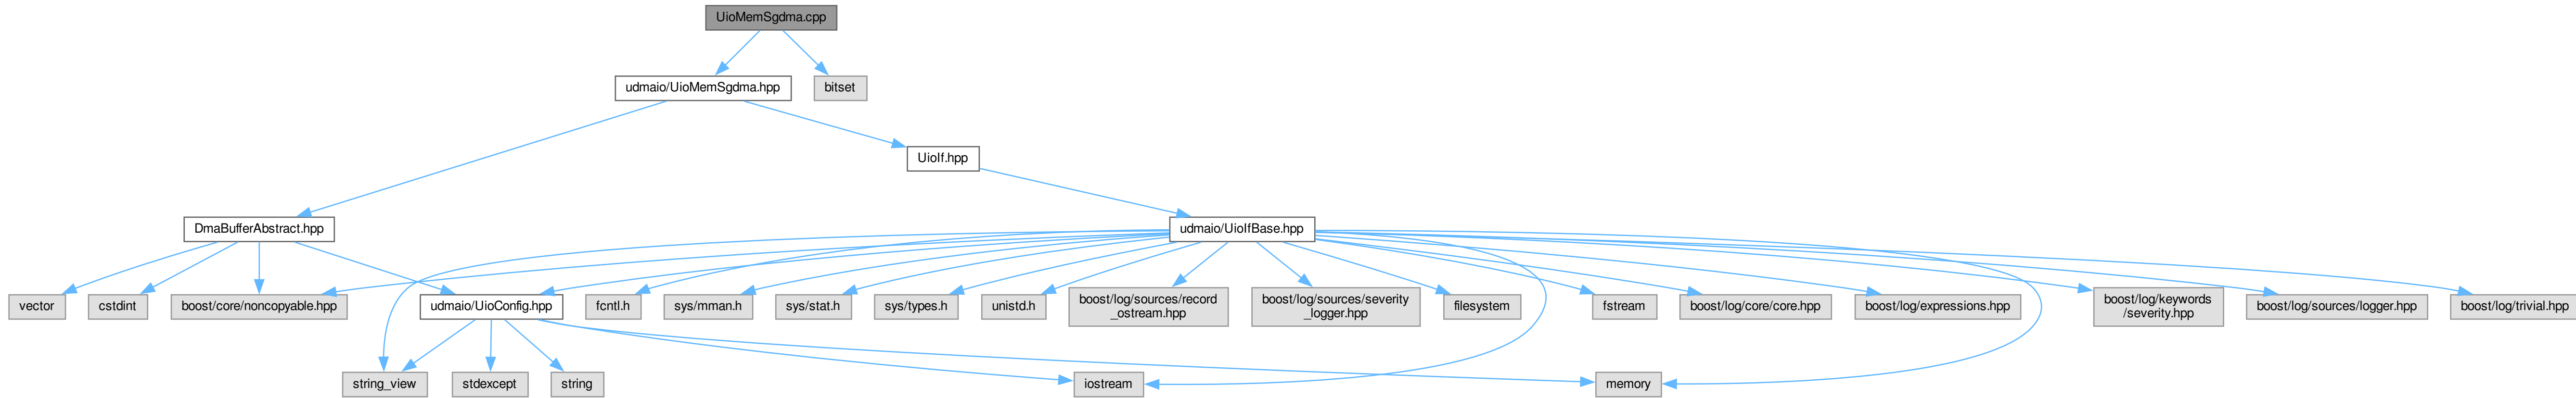 UioMemSgdma.cpp
udmaio/UioMemSgdma.hpp
bitset
UioIf.hpp
DmaBufferAbstract.hpp
udmaio/UioIfBase.hpp
vector
cstdint
boost/core/noncopyable.hpp
udmaio/UioConfig.hpp
fcntl.h
sys/mman.h
sys/stat.h
sys/types.h
unistd.h
boost/log/sources/record
_ostream.hpp
boost/log/sources/severity
_logger.hpp
filesystem
fstream
boost/log/core/core.hpp
boost/log/expressions.hpp
boost/log/keywords
/severity.hpp
boost/log/sources/logger.hpp
boost/log/trivial.hpp
string_view
stdexcept
string
iostream
memory